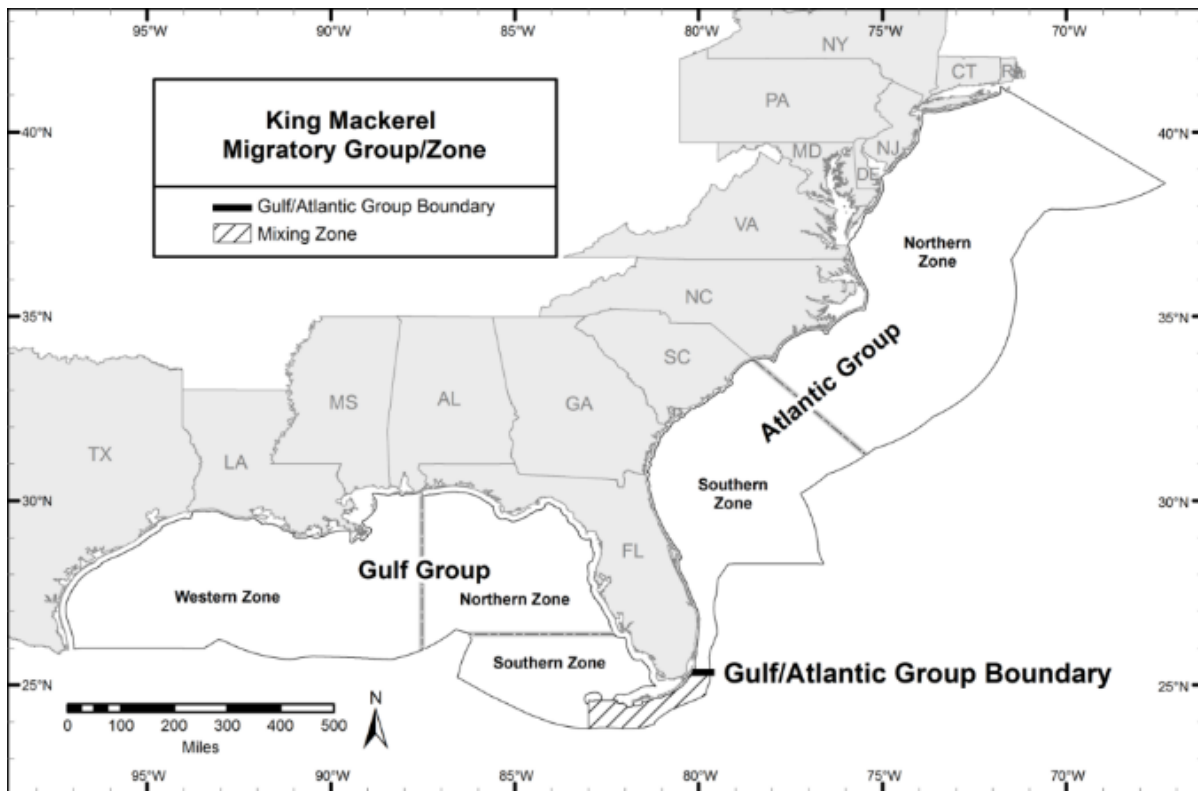 95°W 90°W 85°W 80°W 75°W 70°W
King Mackerel
Migratory Group/Zone
Gulf/Atlantic Group Boundary
Mixing Zone
NY
CT
RI
PA
40°N
40°N
MD
NJ
DE
VA
Northern
Zone
NC
35°N
35°N
SC
Atlantic Group
MS
AL
GA
TX
LA
30°N
30°N
Southern
Zone
FL
Gulf Group
Western Zone
Northern Zone
Southern Zone
Gulf/Atlantic Group Boundary
25°N
25°N
N
0 50 100 200 300 400 500
Miles
95°W 90°W 85°W 80°W 75°W 70°W